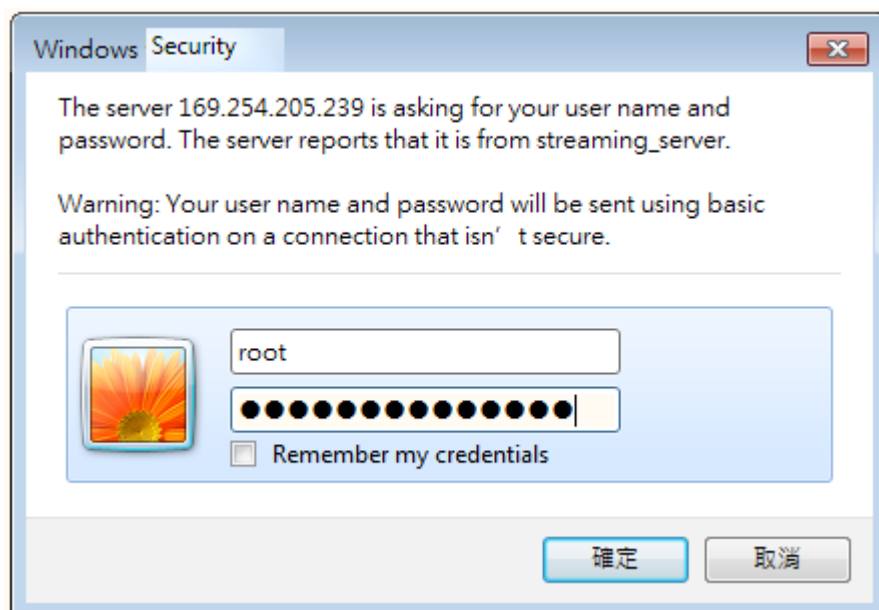 Windows Security
The server 169.254.205.239 is asking for your user name and
password. The server reports that it is from streaming_server.
Warning: Your user name and password will be sent using basic
authentication on a connection that isn’ t secure.
root
●●●●●●●●●●●●●●
Remember my credentials
確定 取消